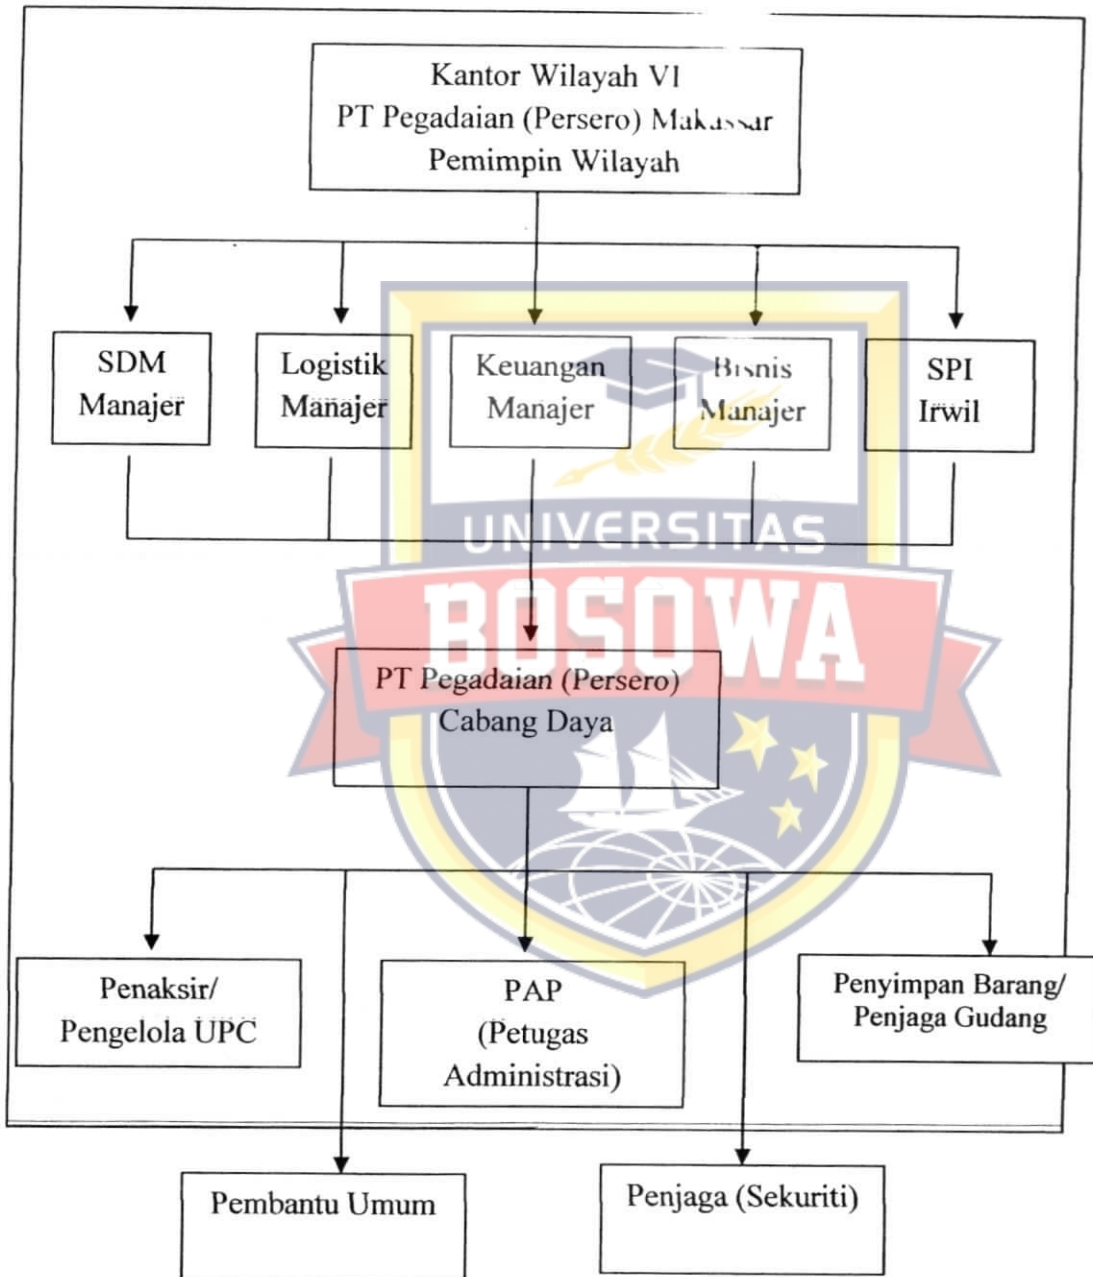 Kantor Wilayah VI
PT Pegadaian (Persero) Makassar
Pemimpin Wilayah
SDM
Manajer
Logistik
Manajer
Keuangan
Manajer
Bisnis
Manajer
SPI
Irwil
UNIVERSITAS
BOSOWA
PT Pegadaian (Persero)
Cabang Daya
Penaksir/
Pengelola UPC
PAP
(Petugas
Administrasi)
Penyimpan Barang/
Penjaga Gudang
Pembantu Umum
Penjaga (Sekuriti)